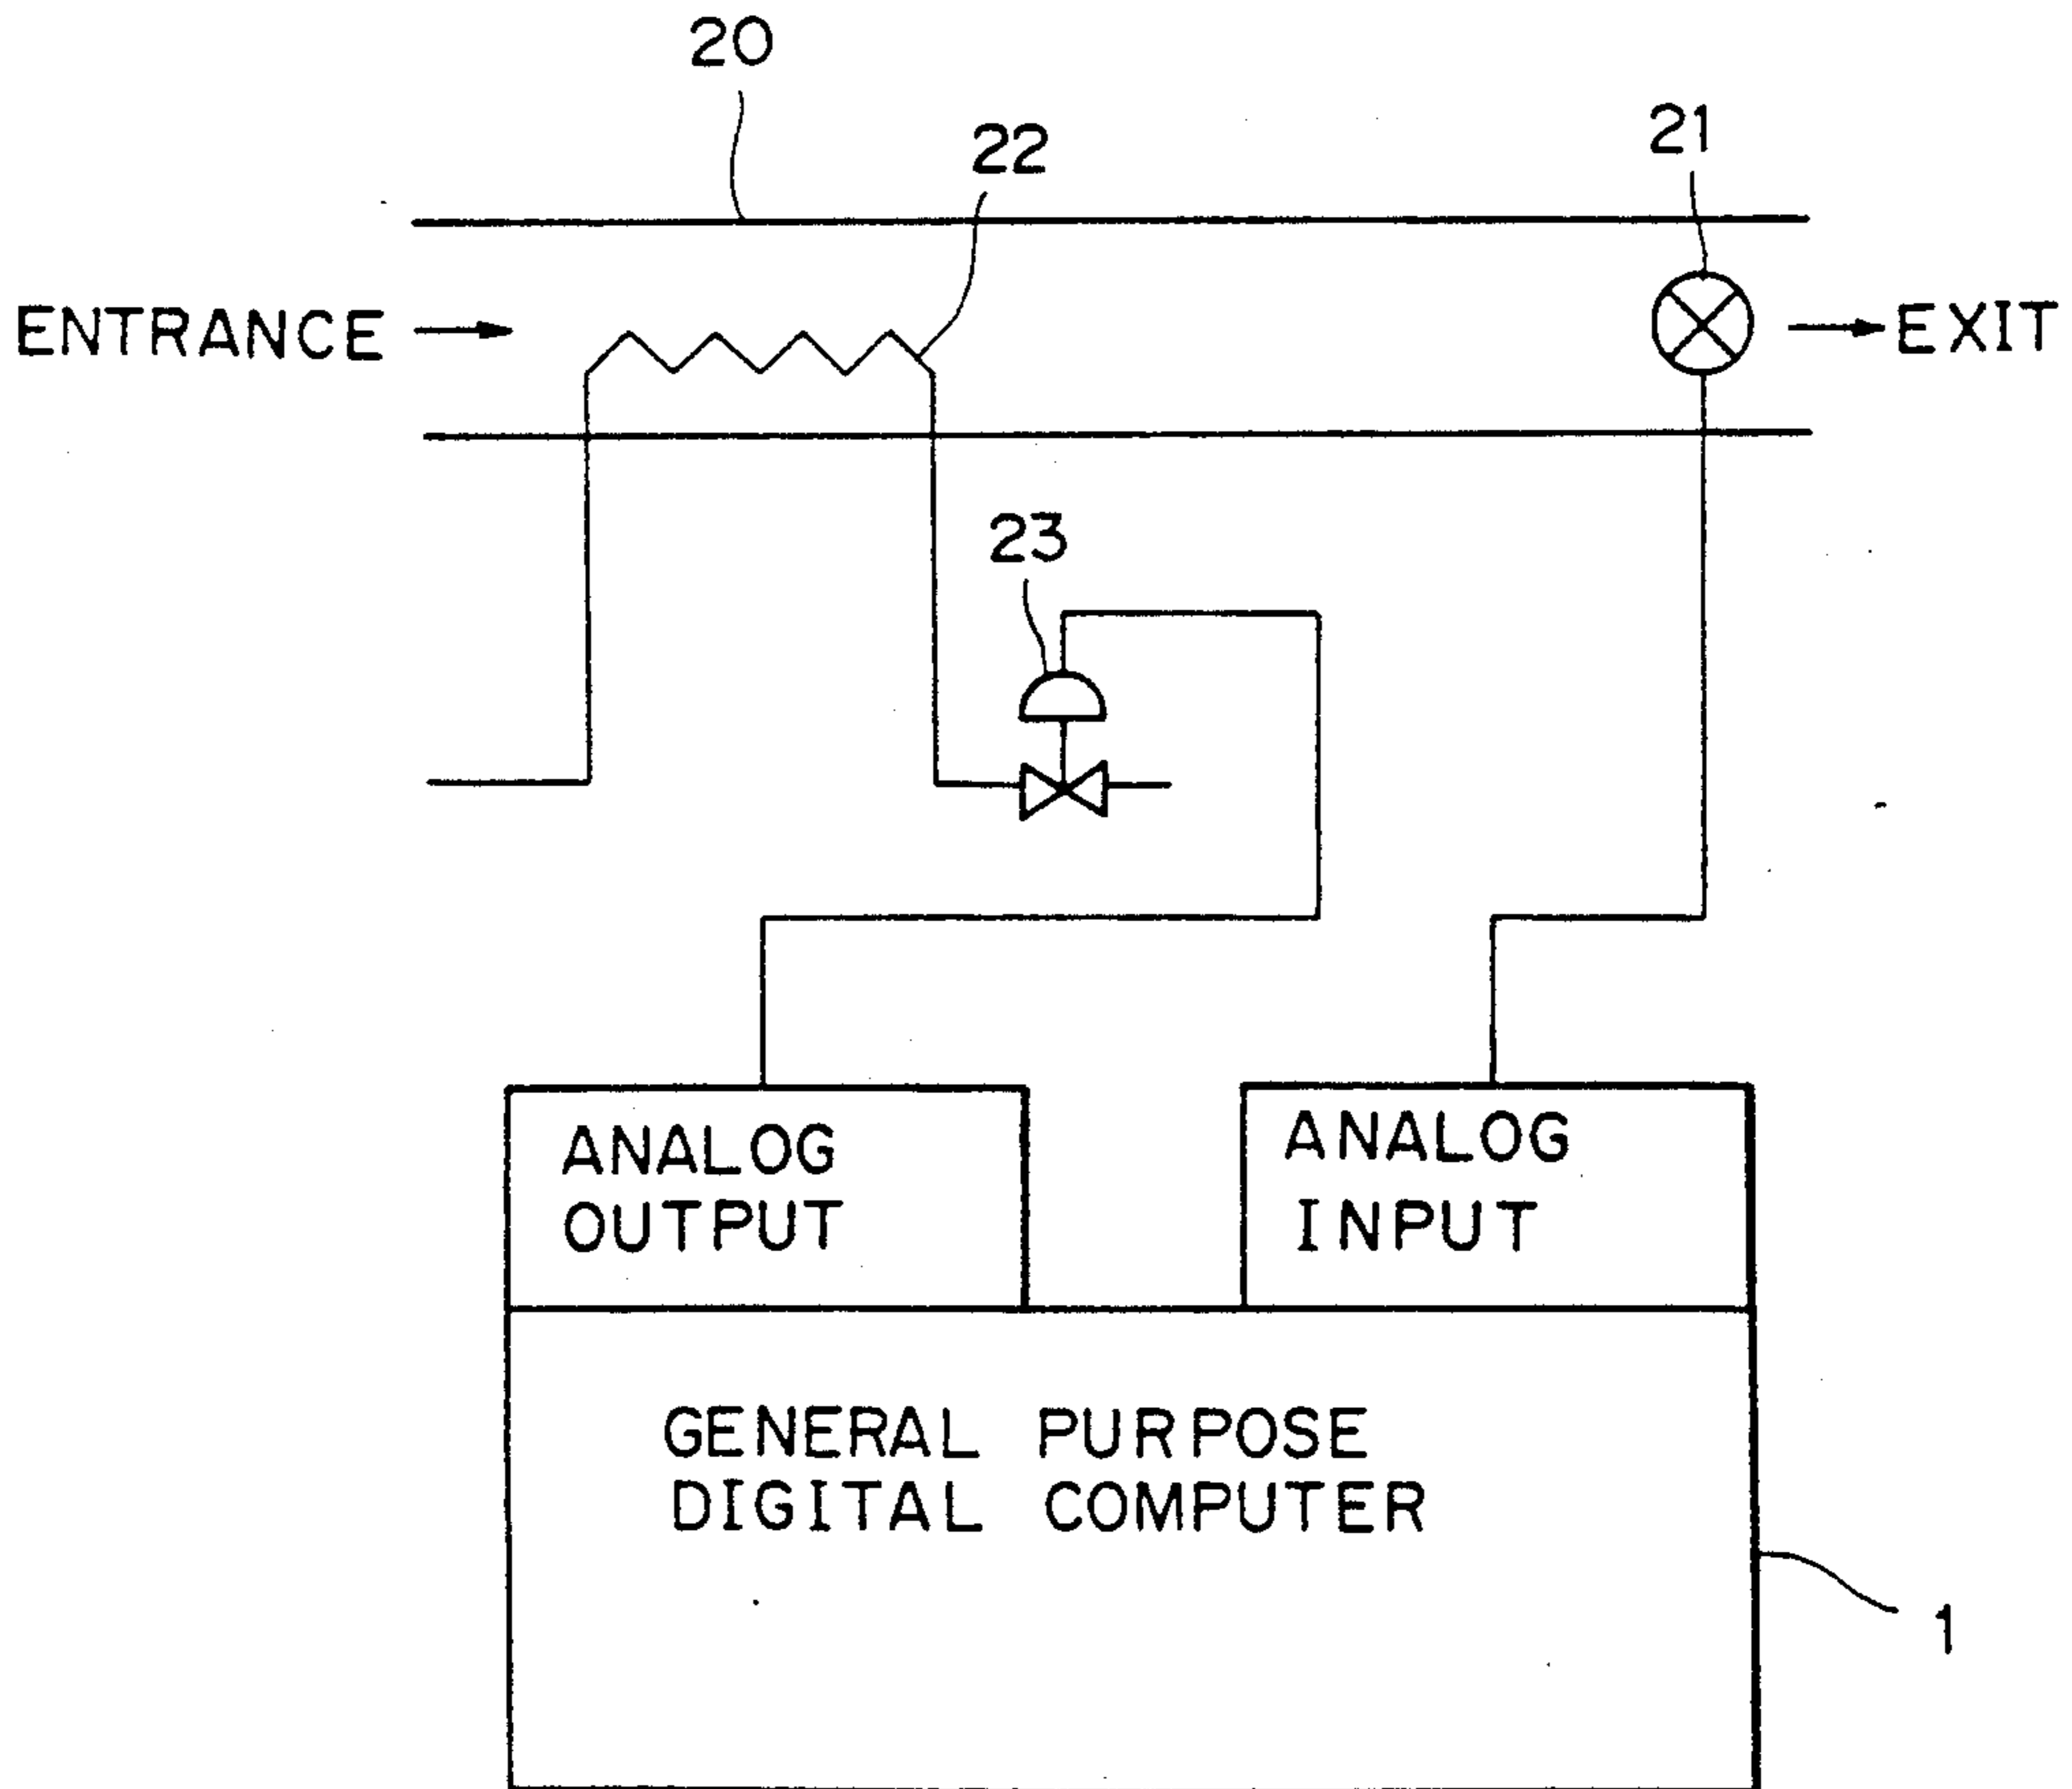 20
22
21
ENTRANCE
EXIT
23
ANALOG
OUTPUT
ANALOG
INPUT
GENERAL PURPOSE
DIGITAL COMPUTER
1